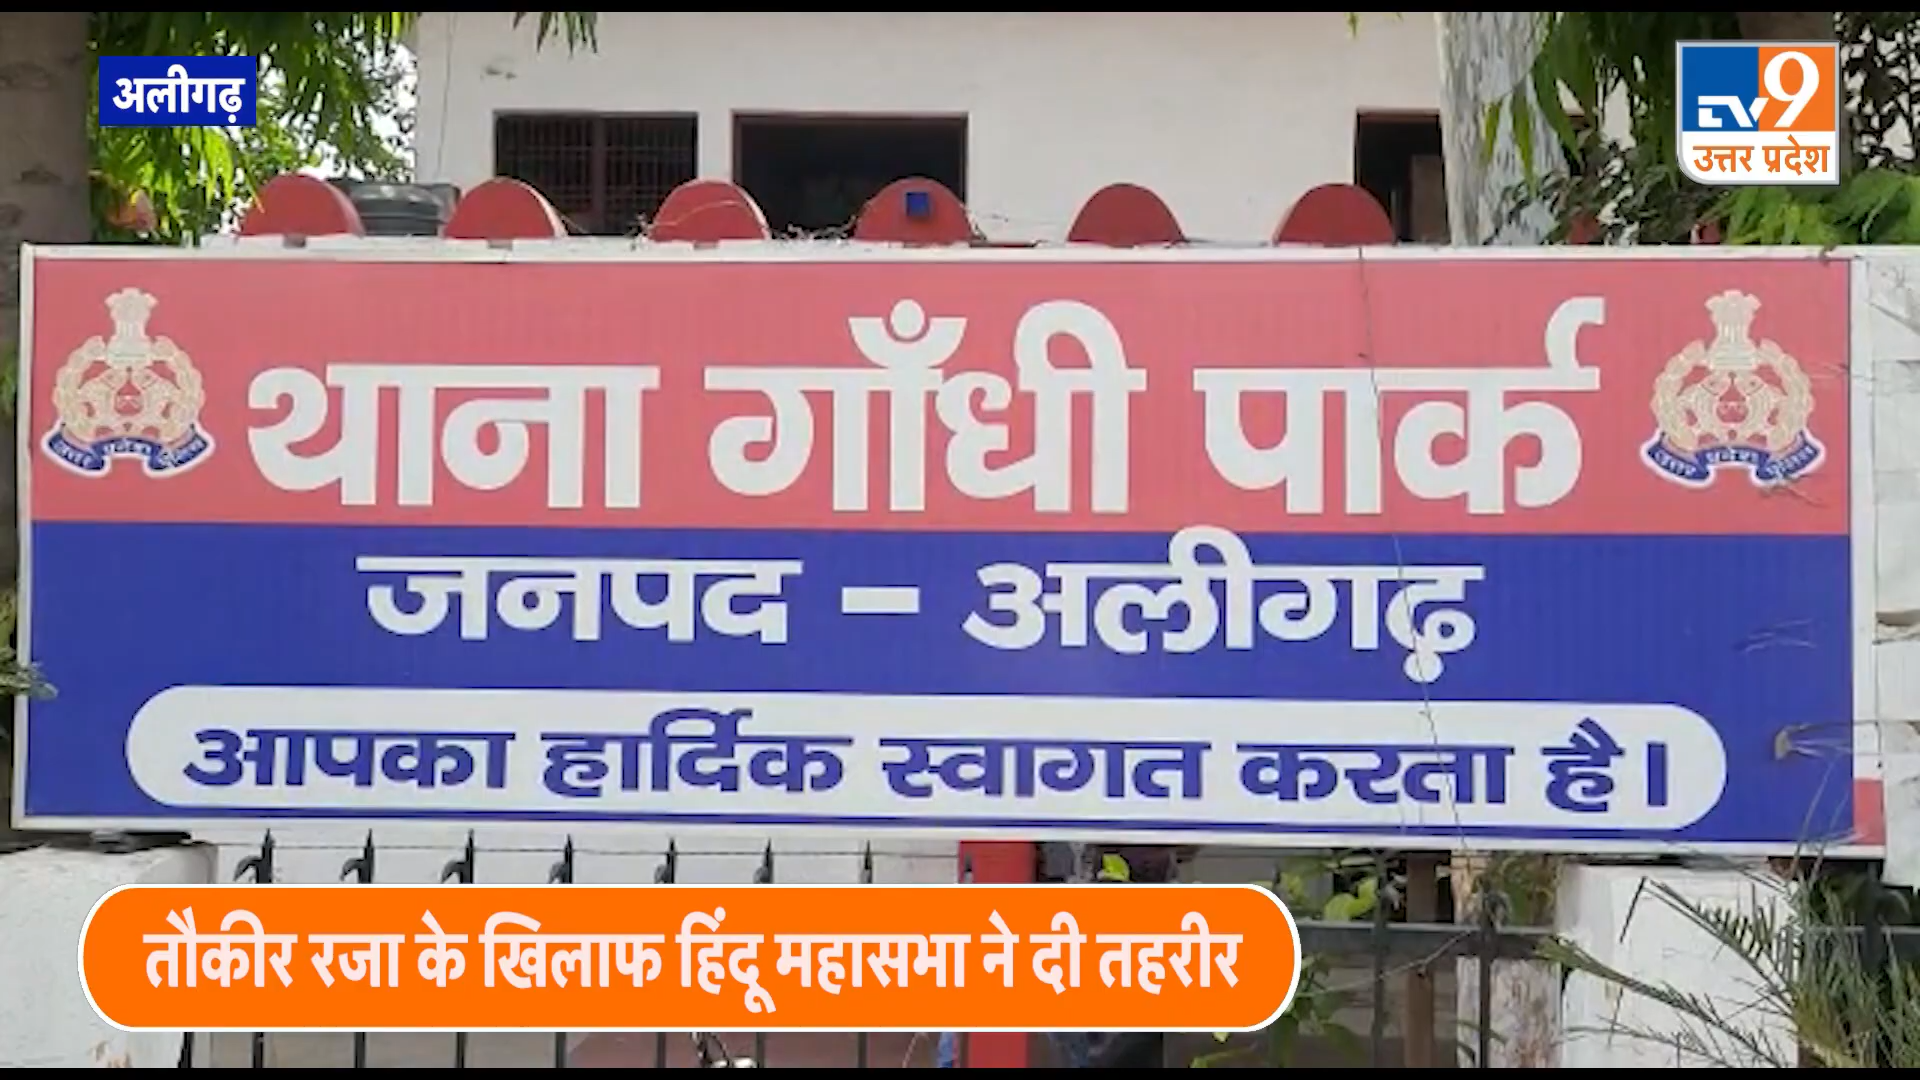 अलीगढ़
TV9
उत्तर प्रदेश
थाना गाँधी पार्क
जनपद - अलीगढ़
आपका हार्दिक स्वागत करता है।
तौकीर रजा के खिलाफ हिंदू महासभा ने दी तहरीर